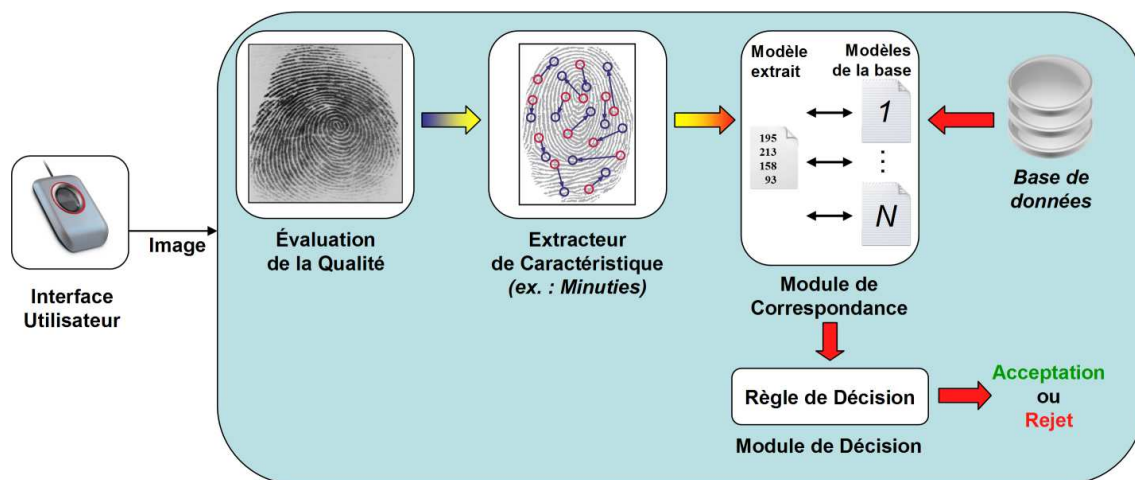 Interface
Utilisateur
Image
Évaluation
de la Qualité
Extracteur
de Caractéristique
(ex. : Minuties)
Modèle
extrait
Modèles
de la base
195
213
158
93
1
⋮
N
Module de
Correspondance
Base de
données
Règle de Décision
Module de Décision
Acceptation
ou
Rejet